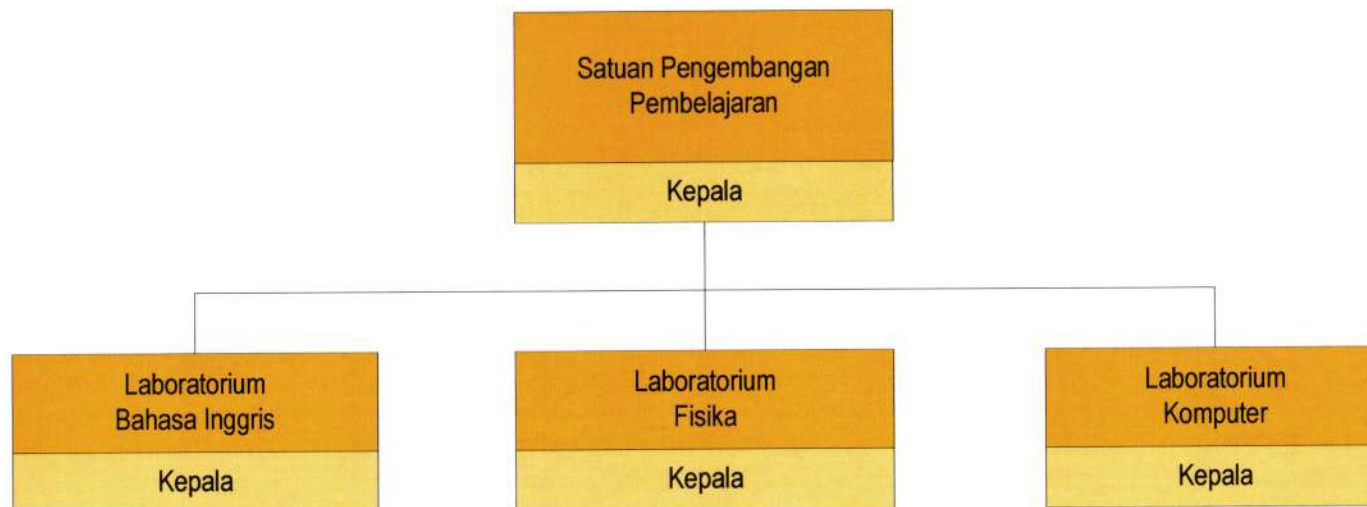 Satuan Pengembangan
Pembelajaran
Kepala
Laboratorium
Bahasa Inggris
Kepala
Laboratorium
Fisika
Kepala
Laboratorium
Komputer
Kepala